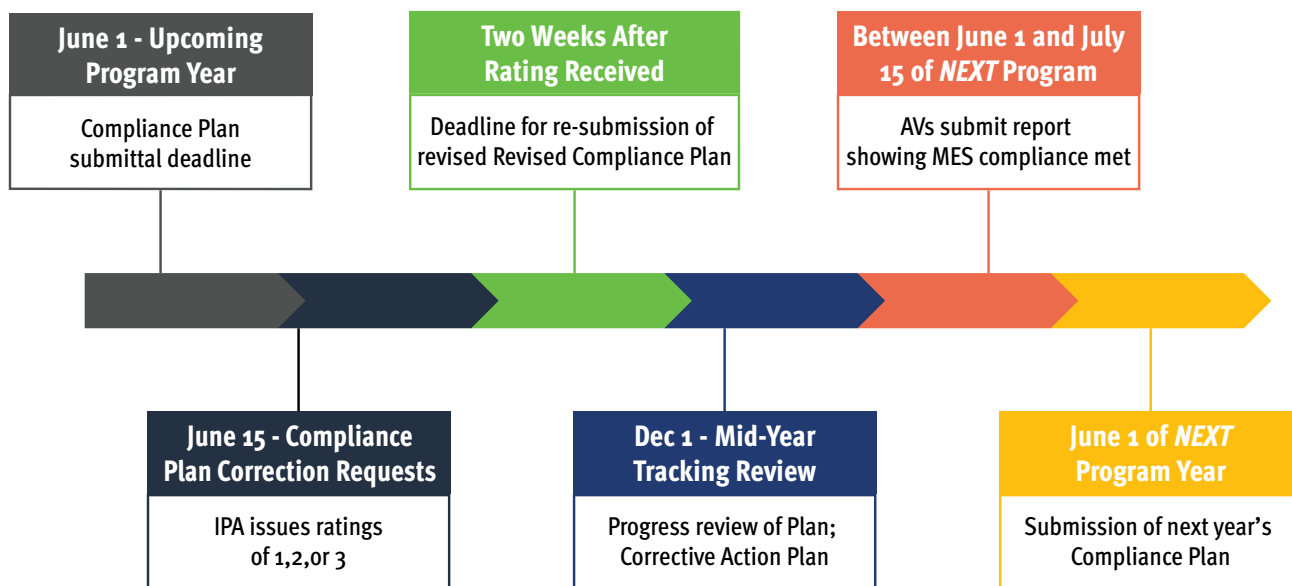 June 1 - Upcoming
Program Year
Compliance Plan
submittal deadline
Two Weeks After
Rating Received
Deadline for re-submission of
revised Revised Compliance Plan
Between June 1 and July
15 of NEXT Program
AVs submit report
showing MES compliance met
June 15 - Compliance
Plan Correction Requests
IPA issues ratings
of 1,2,or 3
Dec 1 - Mid-Year
Tracking Review
Progress review of Plan;
Corrective Action Plan
June 1 of NEXT
Program Year
Submission of next year’s
Compliance Plan